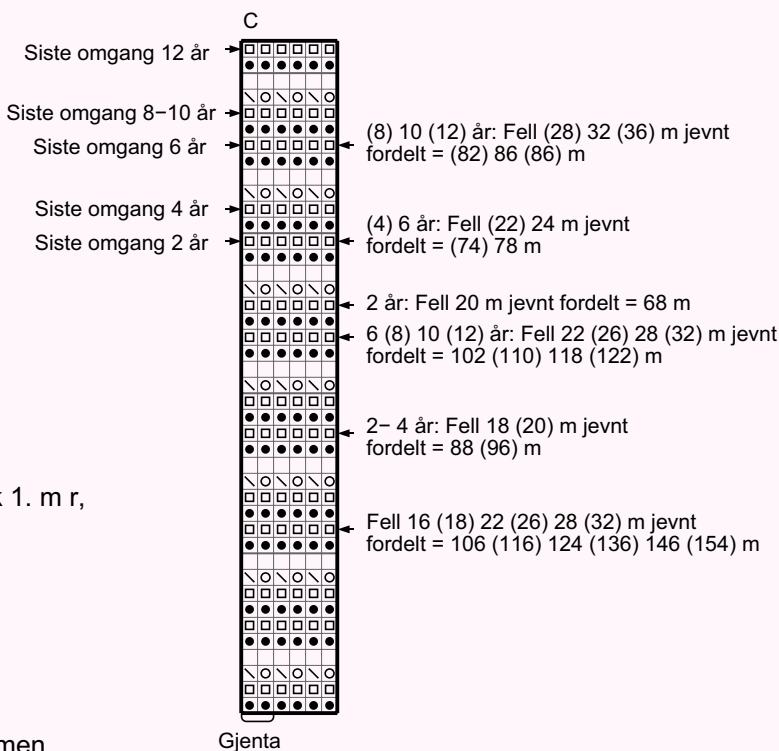 C
Siste omgang 12 år
Siste omgang 8–10 år
(8) 10 (12) år: Fell (28) 32 (36) m jevnt
fordelt = (82) 86 (86) m
Siste omgang 6 år
Siste omgang 4 år
(4) 6 år: Fell (22) 24 m jevnt
fordelt = (74) 78 m
Siste omgang 2 år
2 år: Fell 20 m jevnt fordelt = 68 m
6 (8) 10 (12) år: Fell 22 (26) 28 (32) m jevnt
fordelt = 102 (110) 118 (122) m
2– 4 år: Fell 18 (20) m jevnt
fordelt = 88 (96) m
1. m r,
Fell 16 (18) 22 (26) 28 (32) m jevnt
fordelt = 106 (116) 124 (136) 146 (154) m
Gjenta